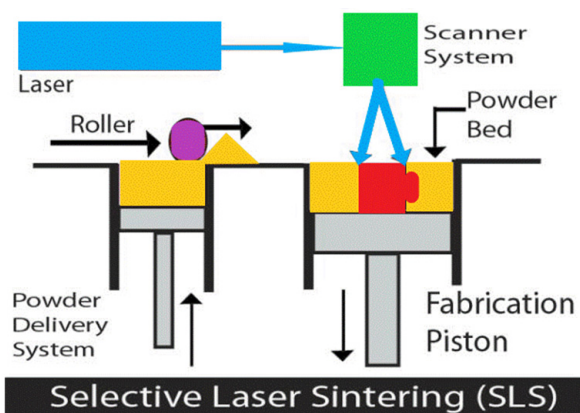 Laser
Scanner
System
Roller
Powder
Bed
Powder
Delivery
System
Fabrication
Piston
Selective Laser Sintering (SLS)